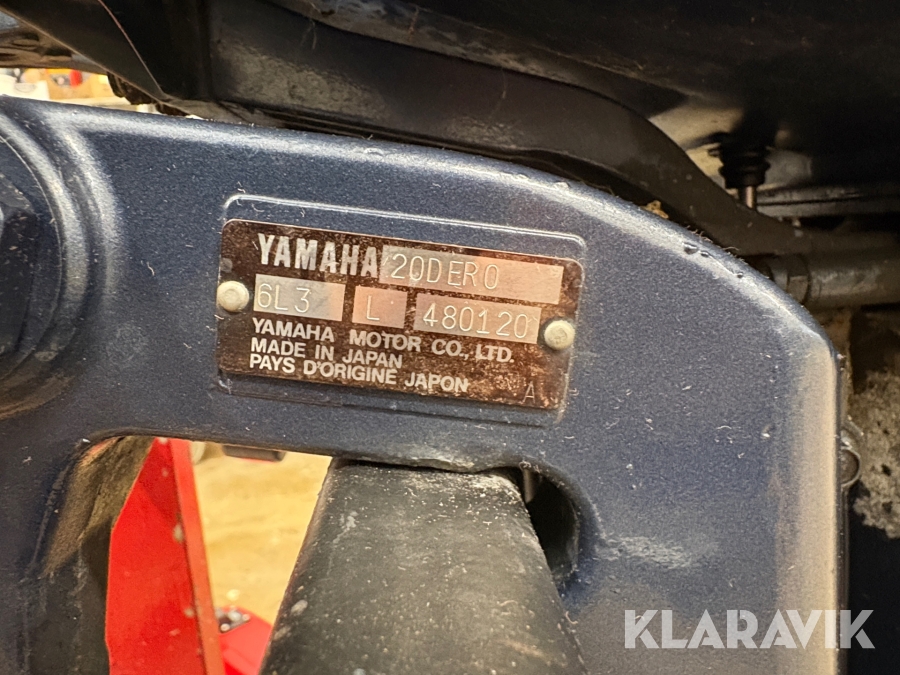 YAMAHA 20DERO
6L3 L 480120
YAMAHA MOTOR CO., LTD.
MADE IN JAPAN
PAYS D'ORIGINE JAPON A
KLARAVIK